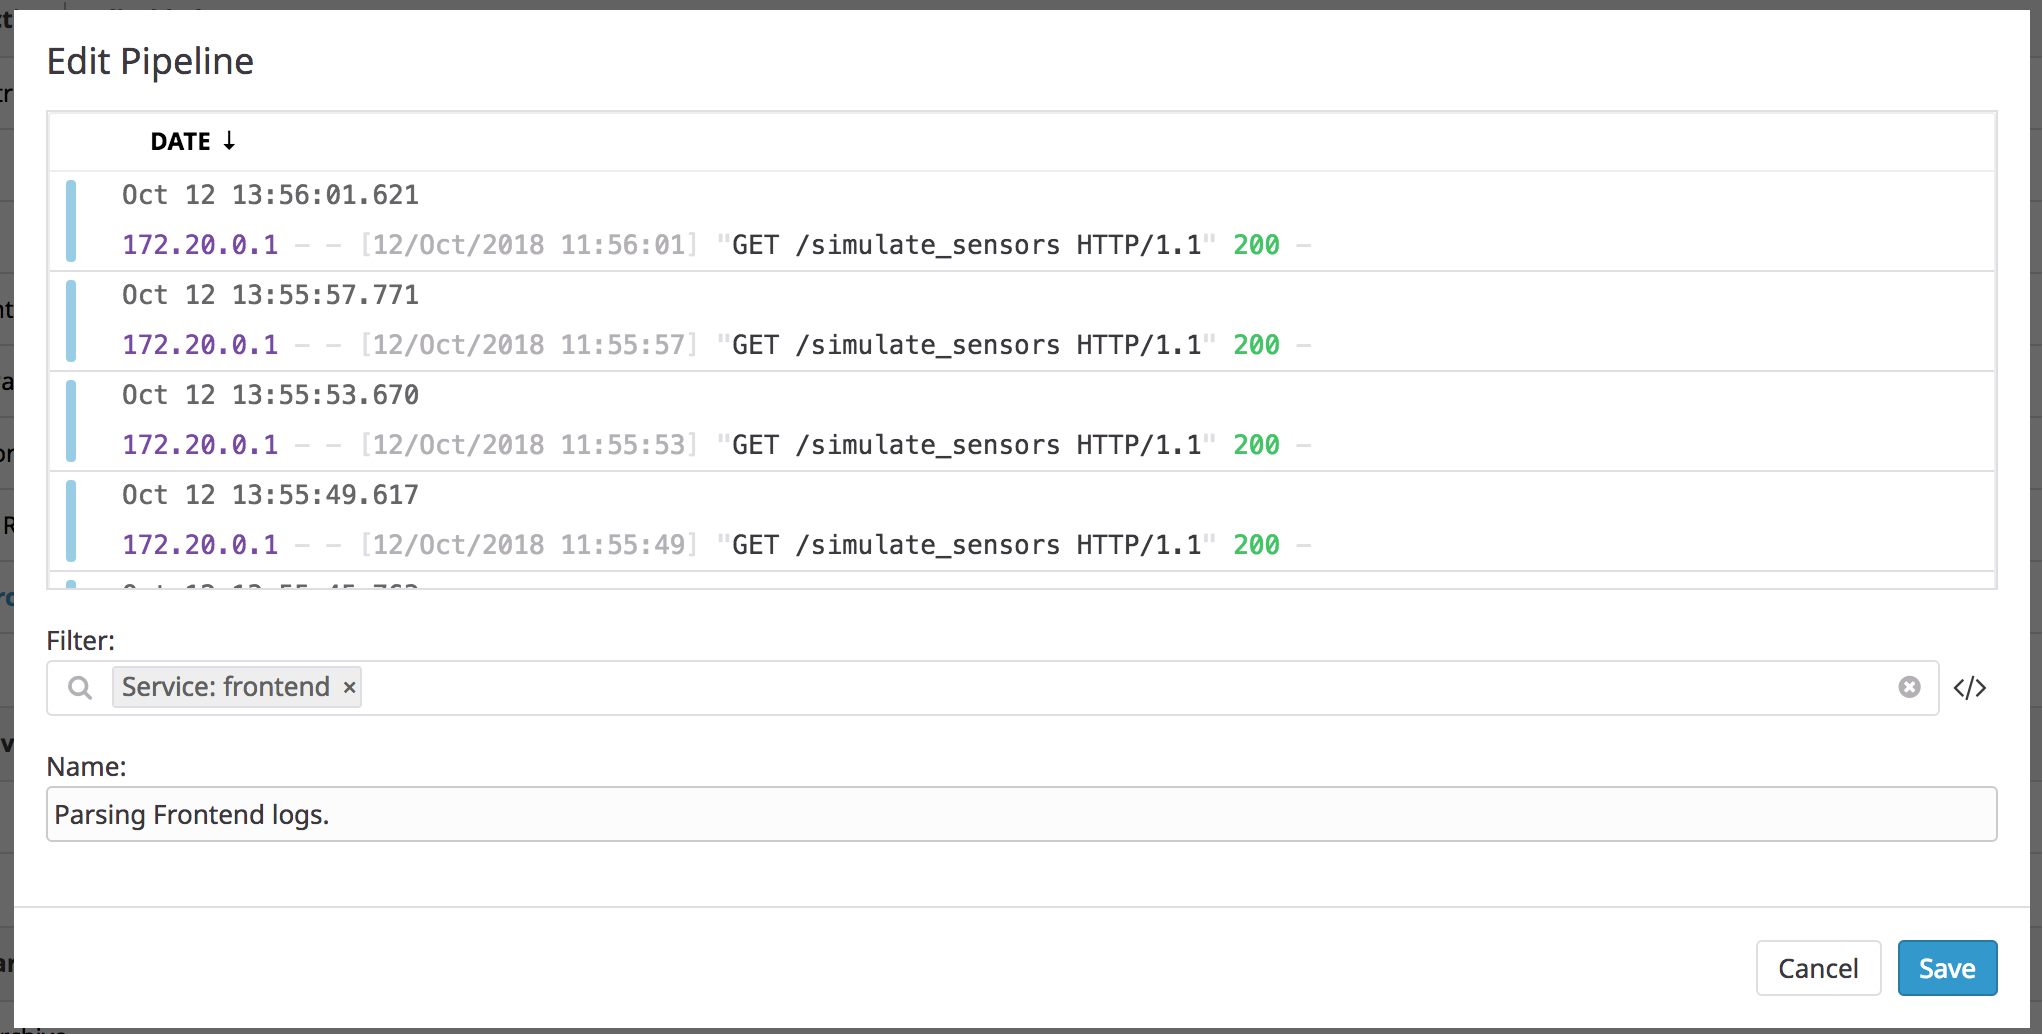 Edit Pipeline
DATE ↓
Oct 12 13:56:01.621
172.20.0.1 – – [12/Oct/2018 11:56:01] "GET /simulate_sensors HTTP/1.1" 200 –
Oct 12 13:55:57.771
172.20.0.1 – – [12/Oct/2018 11:55:57] "GET /simulate_sensors HTTP/1.1" 200 –
Oct 12 13:55:53.670
172.20.0.1 – – [12/Oct/2018 11:55:53] "GET /simulate_sensors HTTP/1.1" 200 –
Oct 12 13:55:49.617
172.20.0.1 – – [12/Oct/2018 11:55:49] "GET /simulate_sensors HTTP/1.1" 200 –
Filter:
Service: frontend ×
</>
Name:
Parsing Frontend logs.
Cancel
Save